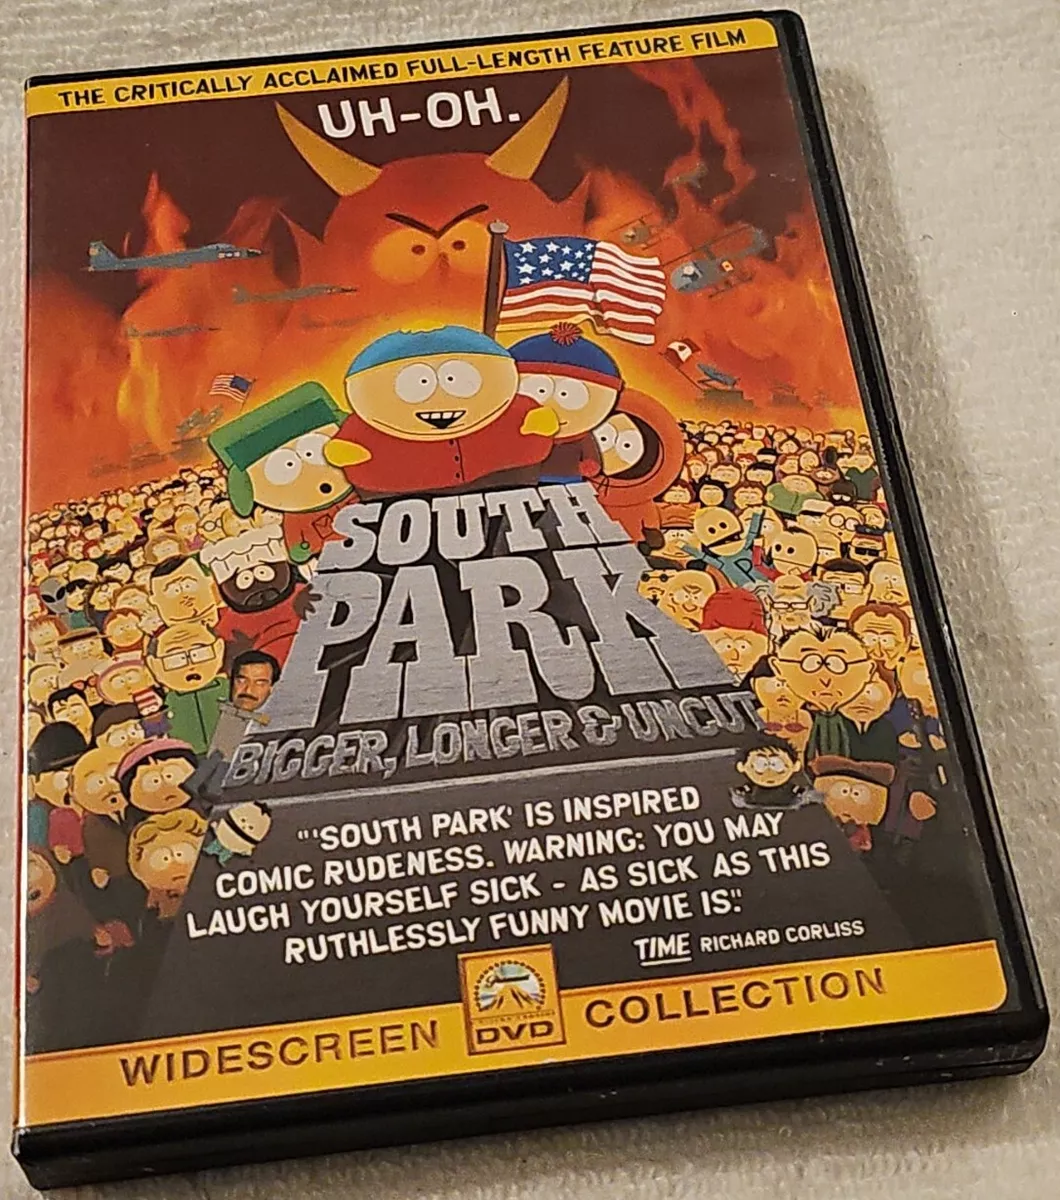 THE CRITICALLY ACCLAIMED FULL-LENGTH FEATURE FILM
UH-OH.
SOUTH
PARK
BIGGER, LONGER & UNCUT
"'SOUTH PARK' IS INSPIRED
COMIC RUDENESS. WARNING: YOU MAY
LAUGH YOURSELF SICK - AS SICK AS THIS
RUTHLESSLY FUNNY MOVIE IS."
TIME RICHARD CORLISS
WIDESCREEN DVD COLLECTION